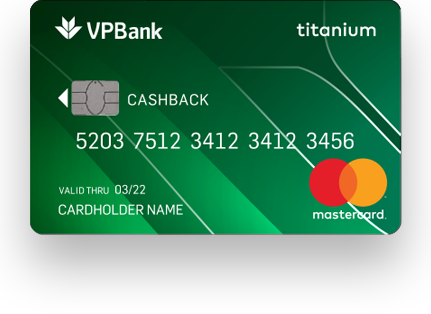 VPBank
titanium
CASHBACK
5203 7512 3412 3412 3456
VALID THRU 03/22
CARDHOLDER NAME
mastercard.